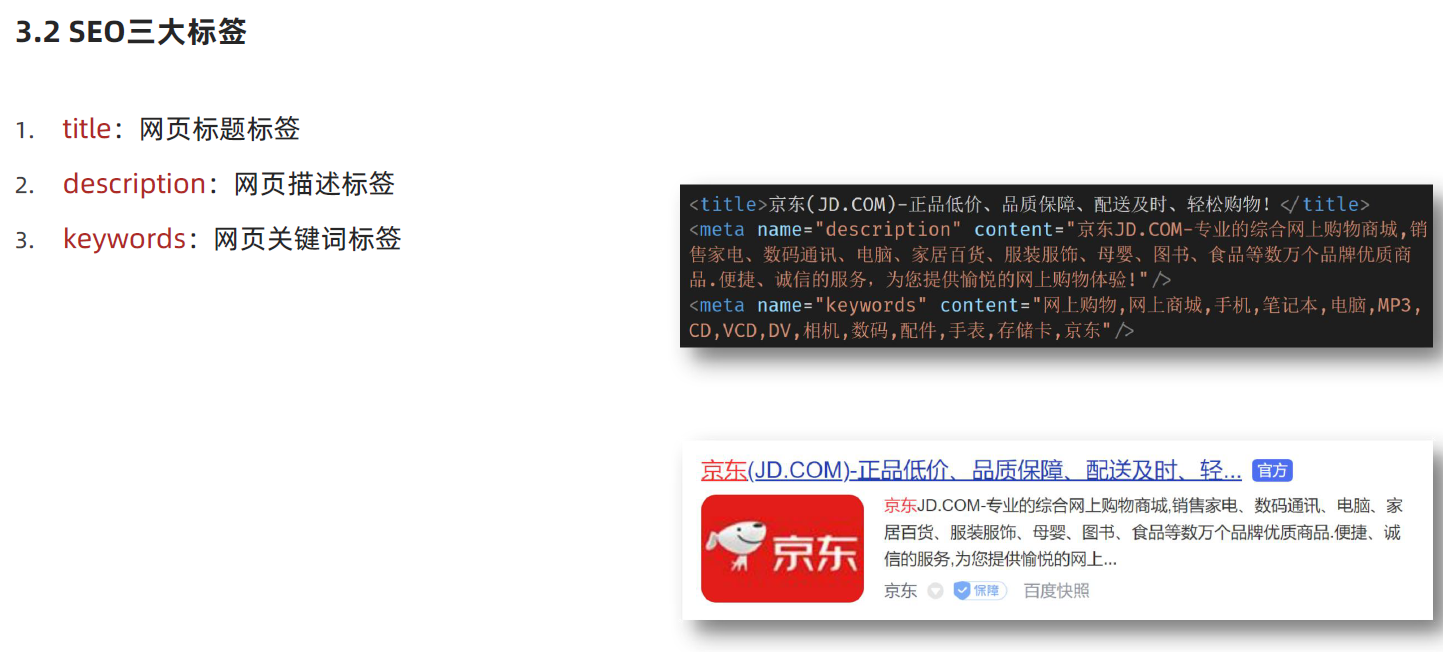 3.2 SEO三大标签
1. title：网页标题标签
2. description：网页描述标签
3. keywords：网页关键词标签
<title>京东(JD.COM)-正品低价、品质保障、配送及时、轻松购物！</title>
<meta name="description" content="京东JD.COM-专业的综合网上购物商城,销
售家电、数码通讯、电脑、家居百货、服装服饰、母婴、图书、食品等数万个品牌优质商
品.便捷、诚信的服务，为您提供愉悦的网上购物体验!"/>
<meta name="keywords" content="网上购物,网上商城,手机,笔记本,电脑,MP3,
CD,VCD,DV,相机,数码,配件,手表,存储卡,京东"/>
京东(JD.COM)-正品低价、品质保障、配送及时、轻... 官方
京东JD.COM-专业的综合网上购物商城,销售家电、数码通讯、电脑、家
居百货、服装服饰、母婴、图书、食品等数万个品牌优质商品.便捷、诚
信的服务,为您提供愉悦的网上...
京东
京东 保障 百度快照